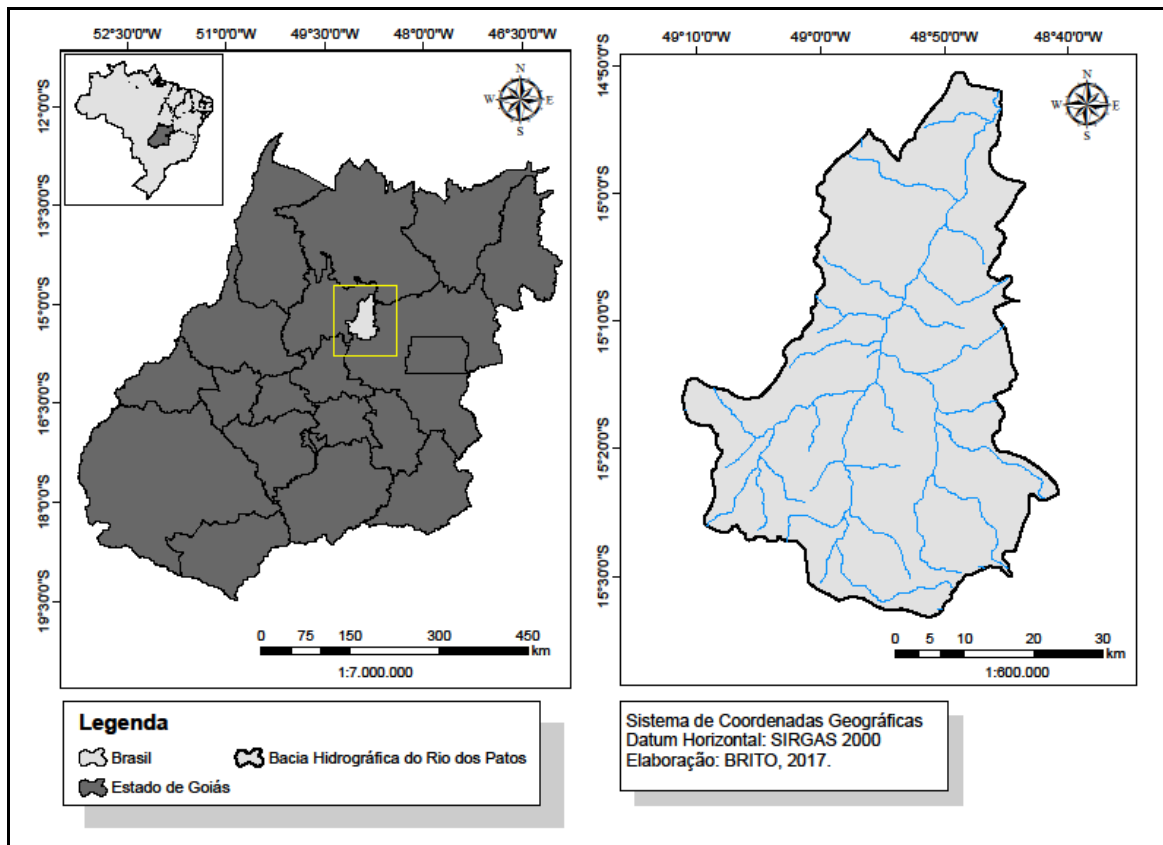 52°30'0"W 51°0'0"W 49°30'0"W 48°0'0"W 46°30'0"W
12°0'0"S
13°30'0"S
15°0'0"S
16°30'0"S
18°0'0"S
19°30'0"S
N
W E
S
0 75 150 300 450
km
1:7.000.000
49°10'0"W 49°0'0"W 48°50'0"W 48°40'0"W
14°50'0"S
15°0'0"S
15°10'0"S
15°20'0"S
15°30'0"S
N
W E
S
0 5 10 20 30
km
1:600.000
Legenda
Brasil
Bacia Hidrográfica do Rio dos Patos
Estado de Goiás
Sistema de Coordenadas Geográficas
Datum Horizontal: SIRGAS 2000
Elaboração: BRITO, 2017.